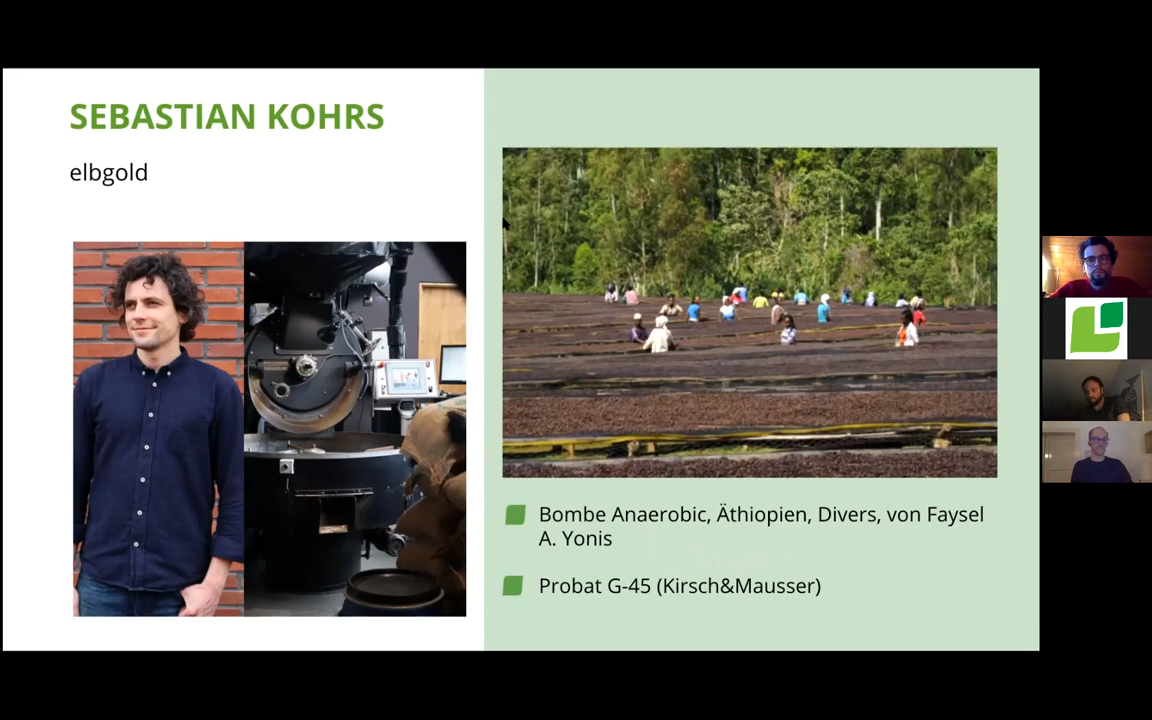 SEBASTIAN KOHRS
elbgold
Bombe Anaerobic, Äthiopien, Divers, von Faysel
A. Yonis
Probat G-45 (Kirsch&Mausser)